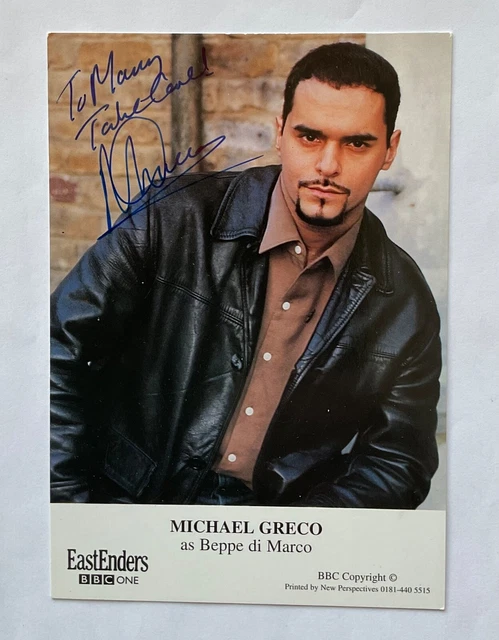 To Mary
Take Care!
MICHAEL GRECO
as Beppe di Marco
EastEnders
BBC ONE
BBC Copyright ©
Printed by New Perspectives 0181-440 5515